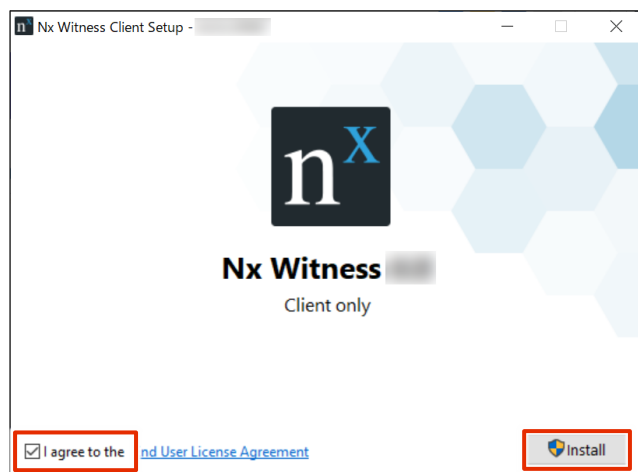 Nx Witness Client Setup -
nx
Nx Witness
Client only
I agree to the nd User License Agreement
Install